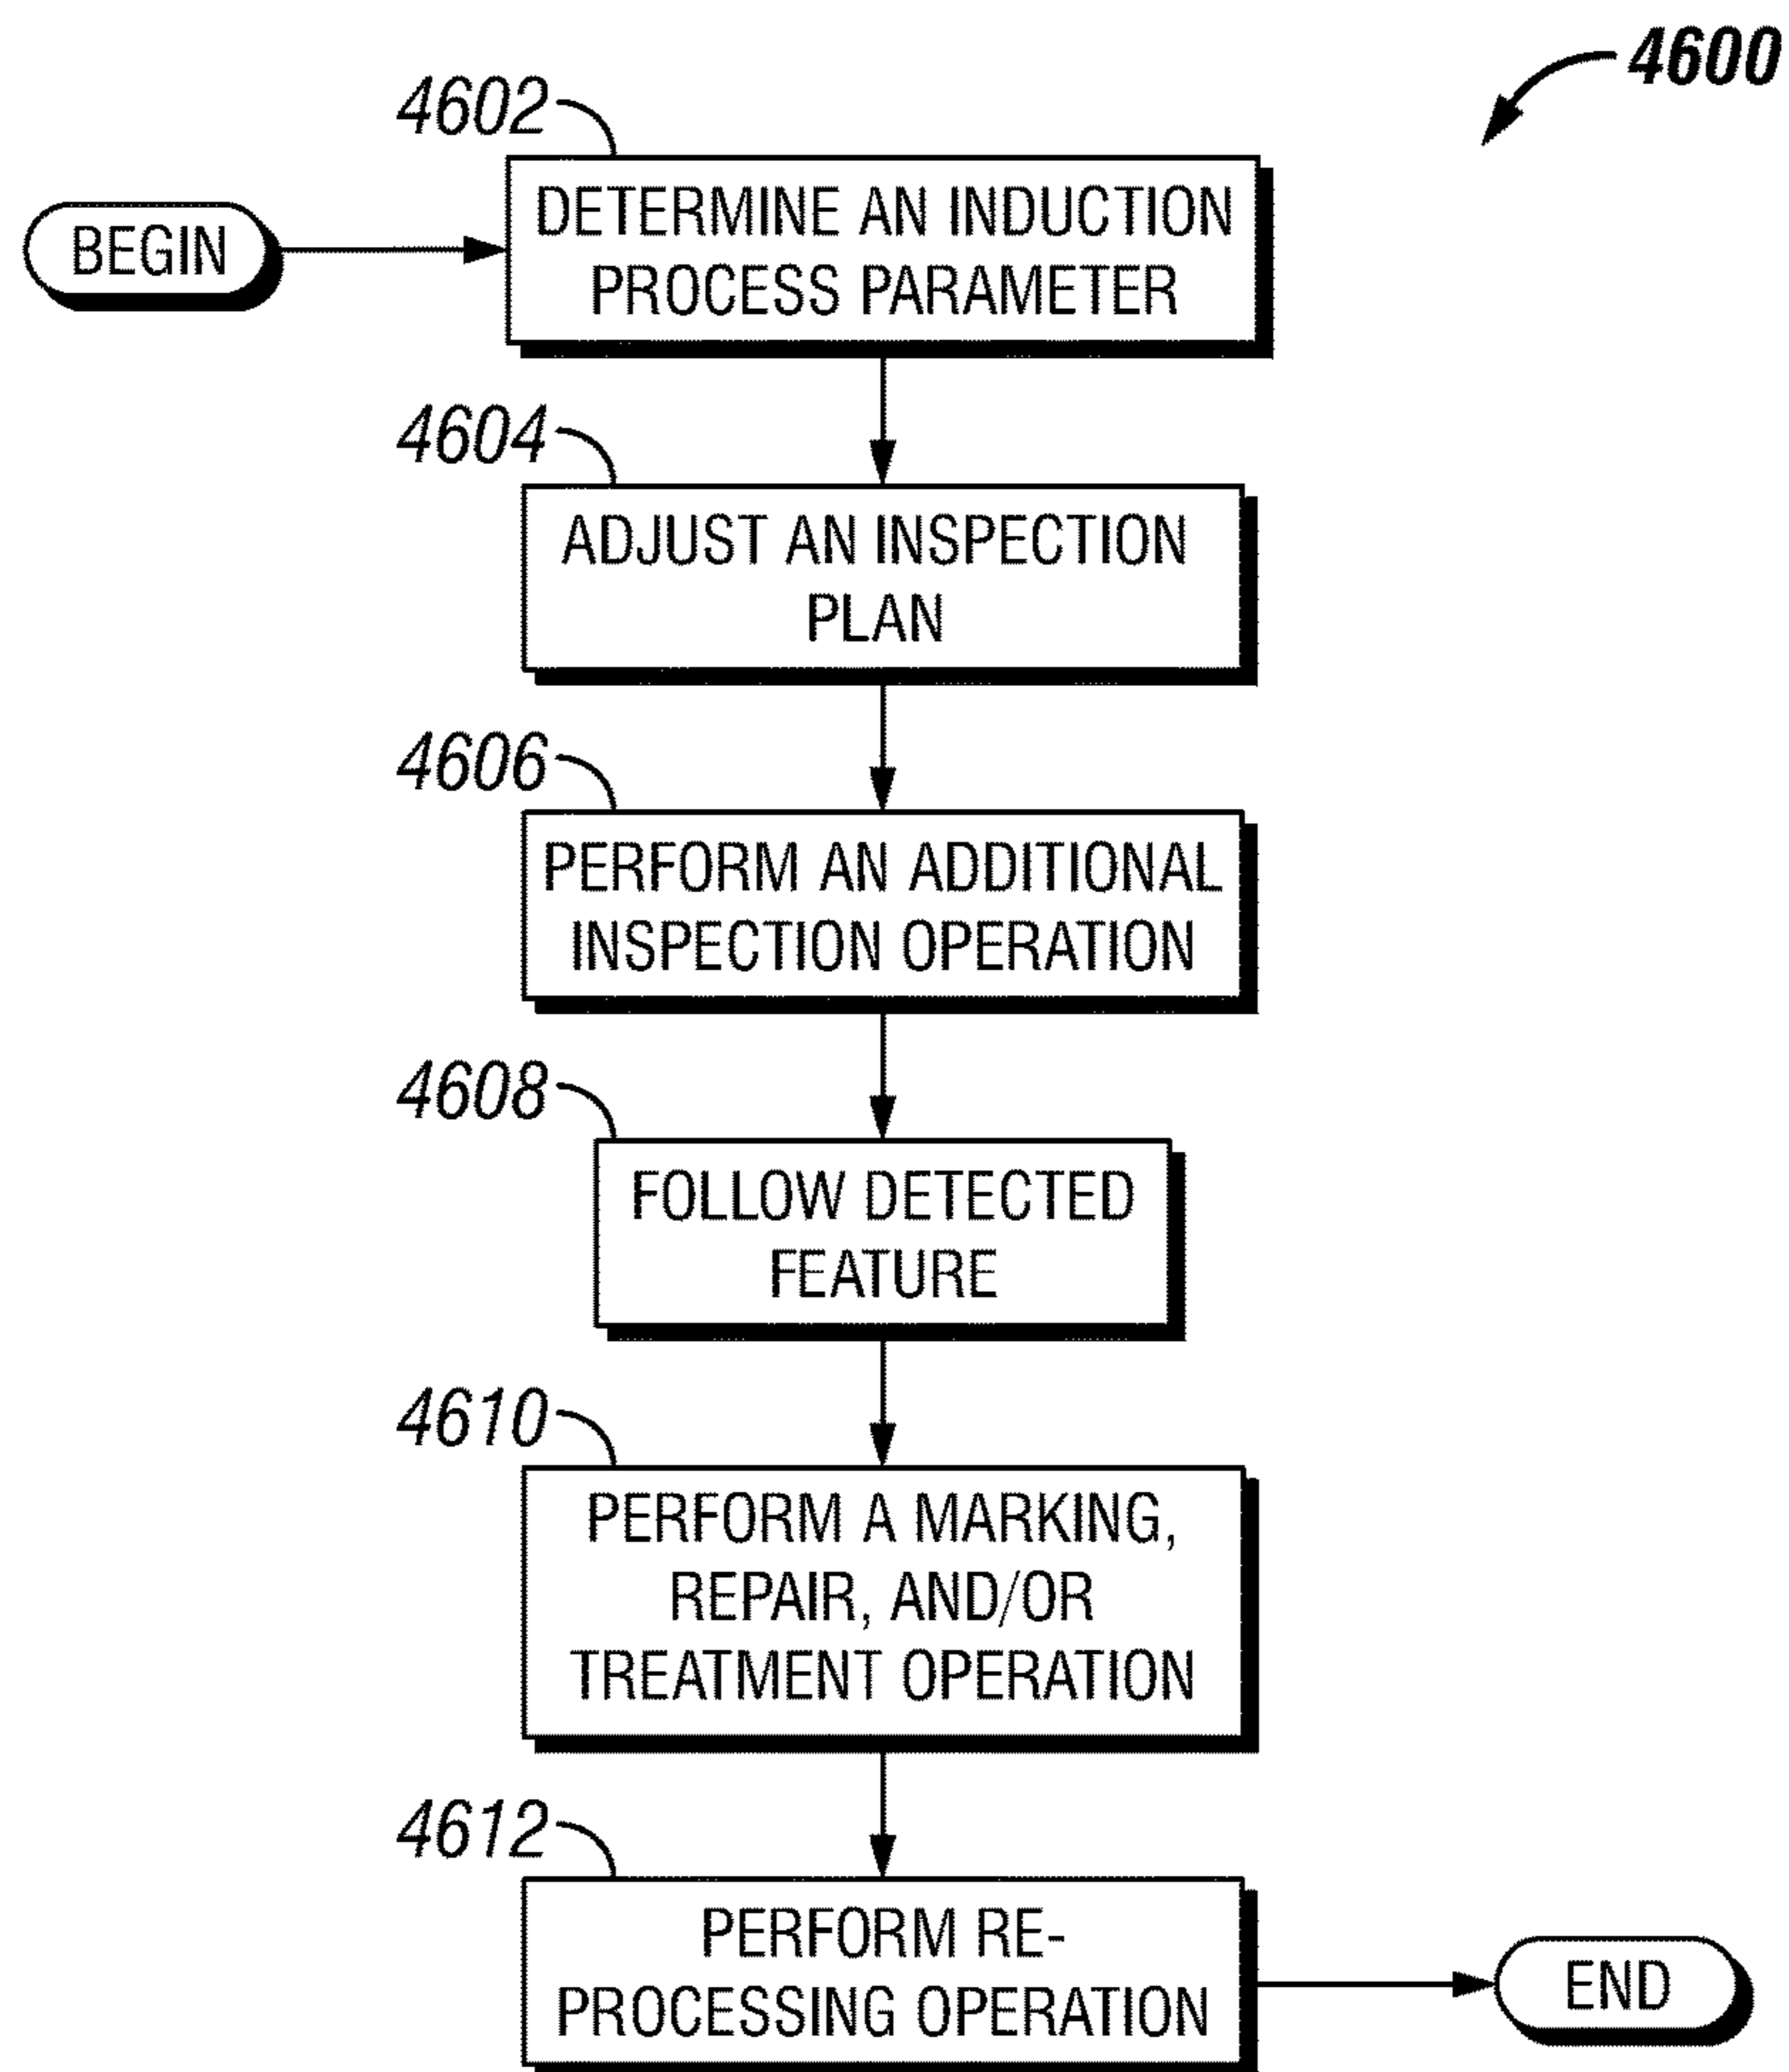 4600
4602
BEGIN
DETERMINE AN INDUCTION
PROCESS PARAMETER
4604
ADJUST AN INSPECTION
PLAN
4606
PERFORM AN ADDITIONAL
INSPECTION OPERATION
4608
FOLLOW DETECTED
FEATURE
4610
PERFORM A MARKING,
REPAIR, AND/OR
TREATMENT OPERATION
4612
PERFORM RE-
PROCESSING OPERATION
END